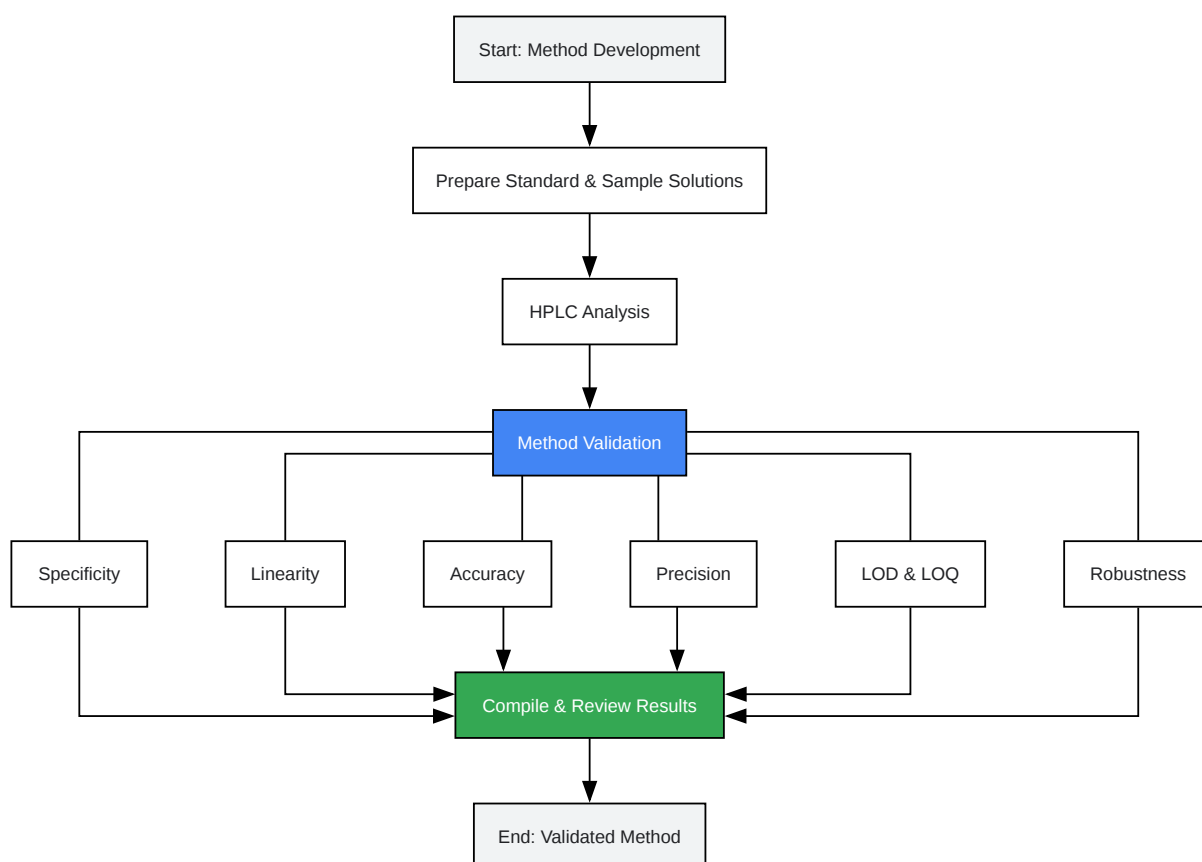 Start: Method Development
Prepare Standard & Sample Solutions
HPLC Analysis
Method Validation
Specificity
Linearity
Accuracy
Precision
LOD & LOQ
Robustness
Compile & Review Results
End: Validated Method